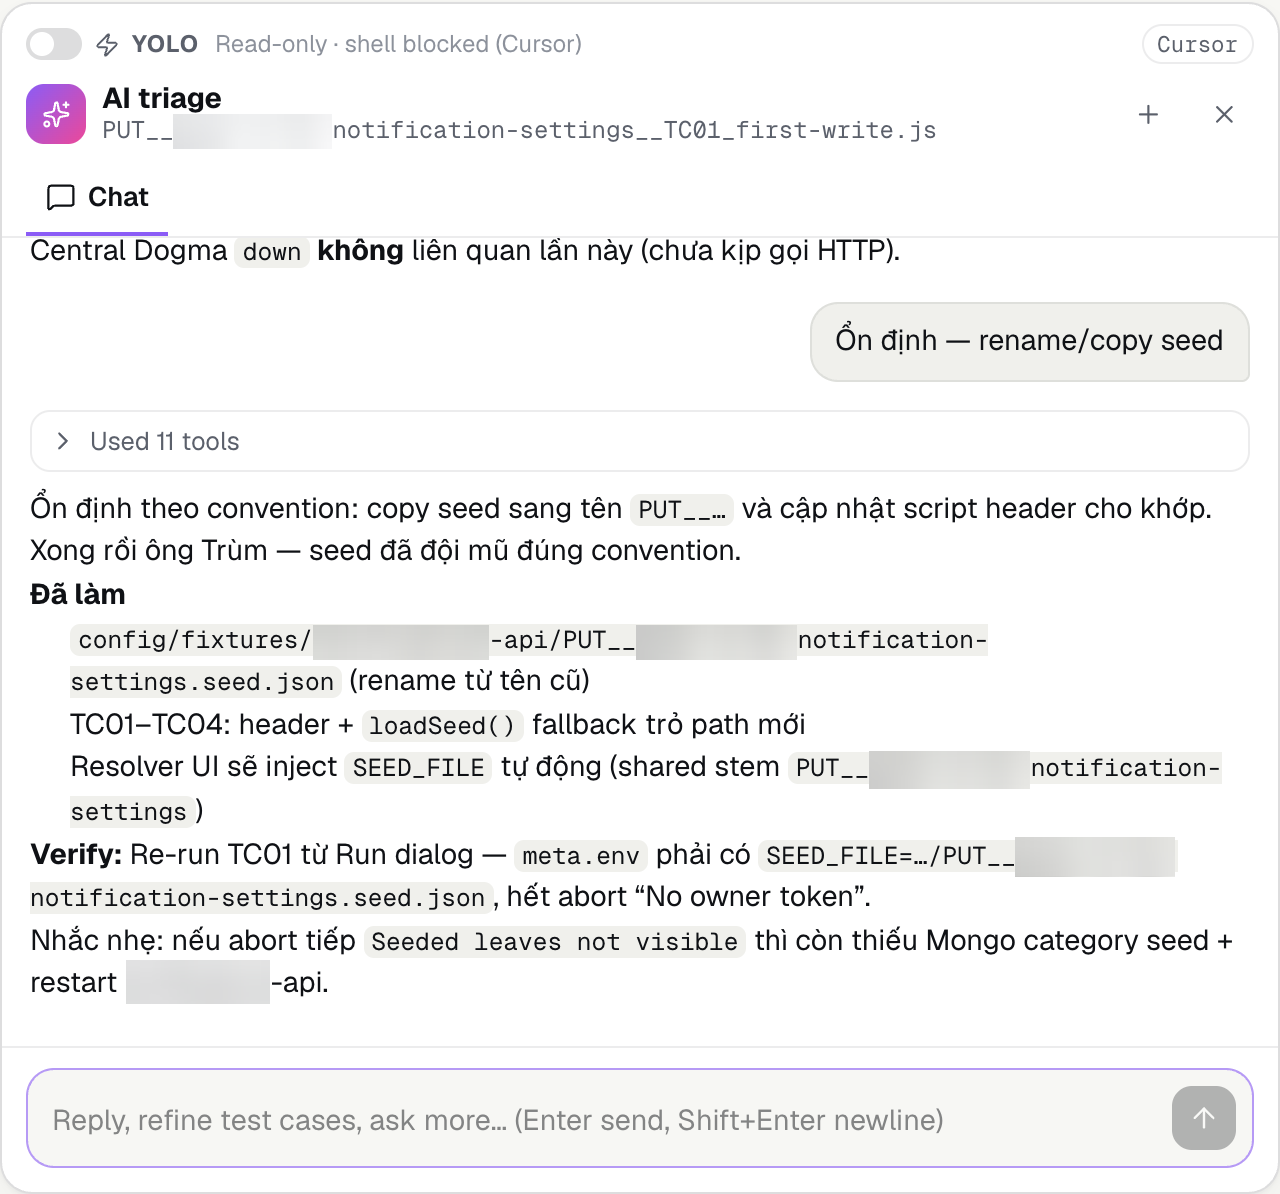 YOLO Read-only · shell blocked (Cursor) Cursor
AI triage
PUT__ notification-settings__TC01_first-write.js
Chat
Central Dogma down không liên quan lần này (chưa kịp gọi HTTP).
Ổn định — rename/copy seed
Used 11 tools
Ổn định theo convention: copy seed sang tên PUT__… và cập nhật script header cho khớp.
Xong rồi ông Trùm — seed đã đội mũ đúng convention.
Đã làm
config/fixtures/ -api/PUT__ notification-
settings.seed.json (rename từ tên cũ)
TC01–TC04: header + loadSeed() fallback trỏ path mới
Resolver UI sẽ inject SEED_FILE tự động (shared stem PUT__ notification-
settings)
Verify: Re-run TC01 từ Run dialog — meta.env phải có SEED_FILE=…/PUT__
notification-settings.seed.json, hết abort “No owner token”.
Nhắc nhẹ: nếu abort tiếp Seeded leaves not visible thì còn thiếu Mongo category seed +
restart -api.
Reply, refine test cases, ask more… (Enter send, Shift+Enter newline)